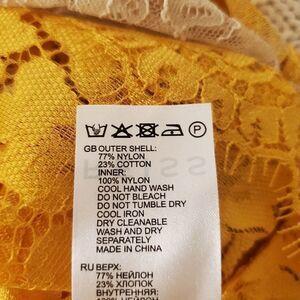 P
GB OUTER SHELL:
77% NYLON
23% COTTON
INNER:
100% NYLON
COOL HAND WASH
DO NOT BLEACH
DO NOT TUMBLE DRY
COOL IRON
DRY CLEANABLE
WASH AND DRY
SEPARATELY
MADE IN CHINA
RU ВЕРХ:
77% НЕЙЛОН
23% ХЛОПОК
ВНУТРЕННЯЯ:
100% НЕЙЛОН